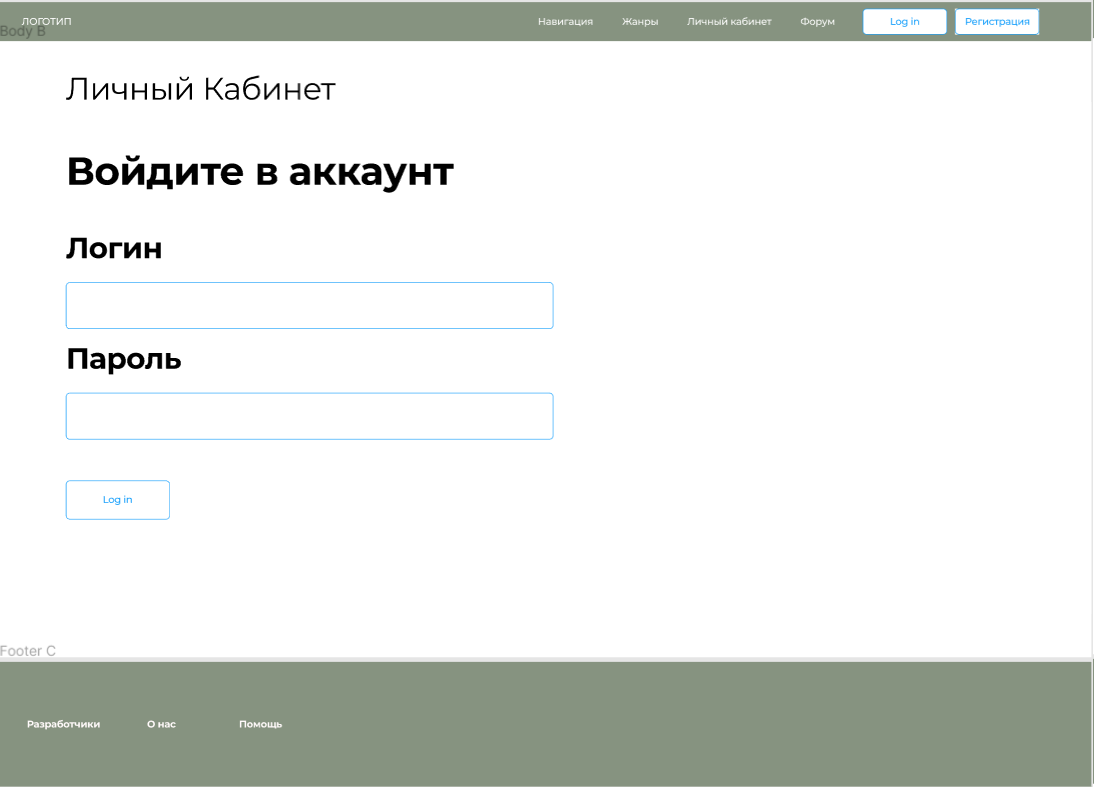 ЛОГОТИП
Навигация
Жанры
Личный кабинет
Форум
Log in
Регистрация
Body B
Личный Кабинет
Войдите в аккаунт
Логин
Пароль
Log in
Footer C
Разработчики
О нас
Помощь